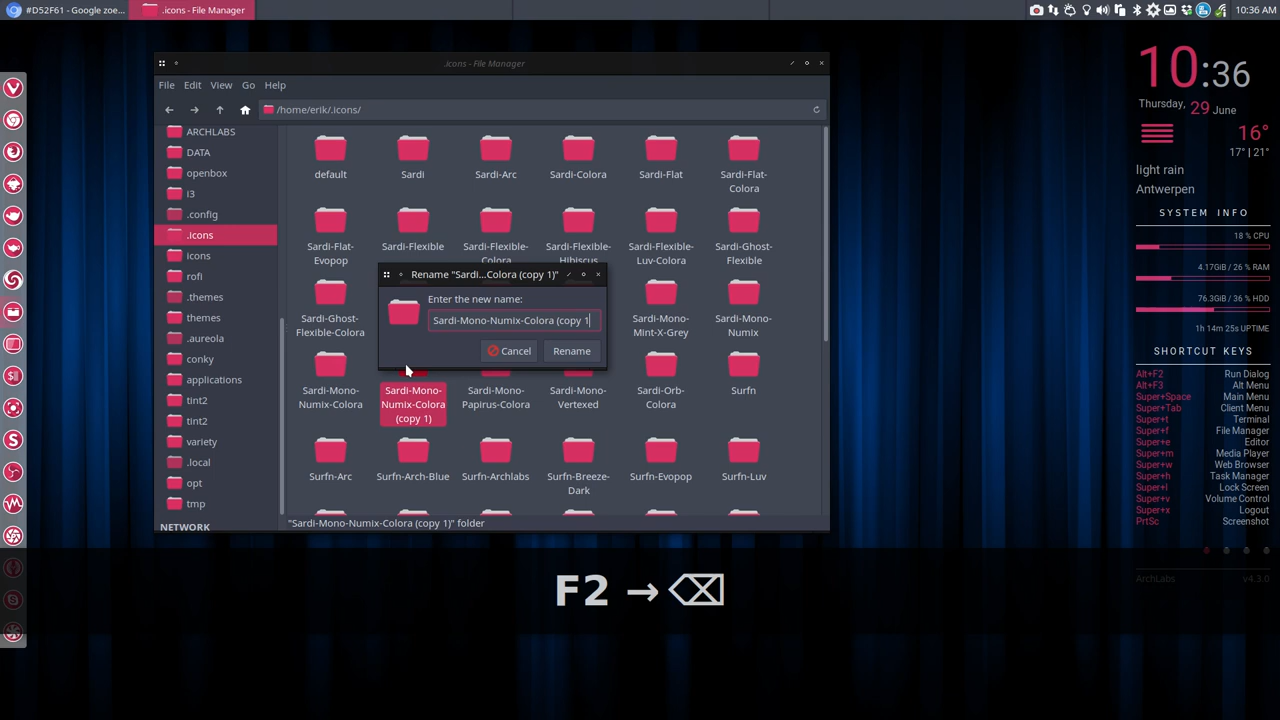 #D52F61 - Google zoe...
.icons - File Manager
10:36 AM
.icons - File Manager
File Edit View Go Help
/home/erik/.icons/
ARCHLABS
DATA
openbox
i3
.config
.icons
icons
rofi
.themes
themes
.aureola
conky
applications
tint2
tint2
variety
.local
opt
tmp
NETWORK
default
Sardi
Sardi-Arc
Sardi-Colora
Sardi-Flat
Sardi-Flat-
Colora
Sardi-Flat-
Evopop
Sardi-Flexible
Sardi-Flexible-
Colora
Sardi-Flexible-
Hibiscus
Sardi-Flexible-
Luv-Colora
Sardi-Ghost-
Flexible
Sardi-Ghost-
Flexible-Colora
Sardi-Mono-
Mint-X-Grey
Sardi-Mono-
Numix
Sardi-Mono-
Numix-Colora
Sardi-Mono-
Numix-Colora
(copy 1)
Sardi-Mono-
Papirus-Colora
Sardi-Mono-
Vertexed
Sardi-Orb-
Colora
Surfn
Surfn-Arc
Surfn-Arch-Blue
Surfn-Archlabs
Surfn-Breeze-
Dark
Surfn-Evopop
Surfn-Luv
"Sardi-Mono-Numix-Colora (copy 1)" folder
Rename "Sardi...Colora (copy 1)"
Enter the new name:
Sardi-Mono-Numix-Colora (copy 1
Cancel
Rename
F2 →⌫
10:36
Thursday, 29 June
16°
17° | 21°
light rain
Antwerpen
SYSTEM INFO
18 % CPU
4.17GiB / 26 % RAM
76.3GiB / 36 % HDD
1h 14m 25s UPTIME
SHORTCUT KEYS
Alt+F2 Run Dialog
Alt+F3 Alt Menu
Super+Space Main Menu
Super+Tab Client Menu
Super+t Terminal
Super+f File Manager
Super+e Editor
Super+m Media Player
Super+w Web Browser
Super+h Task Manager
Super+l Lock Screen
Super+v Volume Control
Super+x Logout
PrtSc Screenshot
ArchLabs v4.3.0